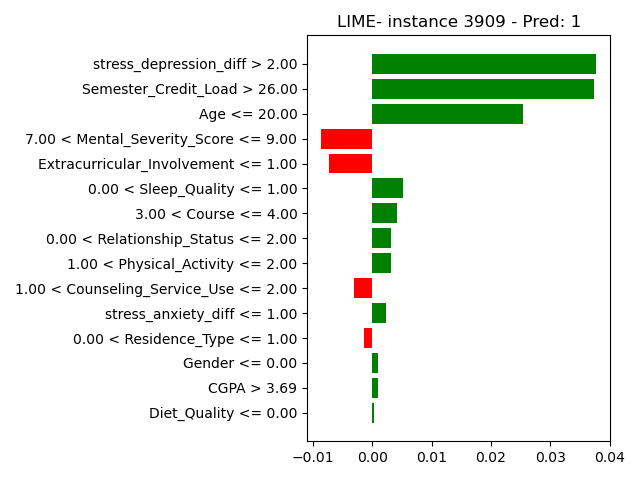 LIME- instance 3909 - Pred: 1
stress_depression_diff > 2.00
Semester_Credit_Load > 26.00
Age <= 20.00
7.00 < Mental_Severity_Score <= 9.00
Extracurricular_Involvement <= 1.00
0.00 < Sleep_Quality <= 1.00
3.00 < Course <= 4.00
0.00 < Relationship_Status <= 2.00
1.00 < Physical_Activity <= 2.00
1.00 < Counseling_Service_Use <= 2.00
stress_anxiety_diff <= 1.00
0.00 < Residence_Type <= 1.00
Gender <= 0.00
CGPA > 3.69
Diet_Quality <= 0.00
−0.01 0.00 0.01 0.02 0.03 0.04